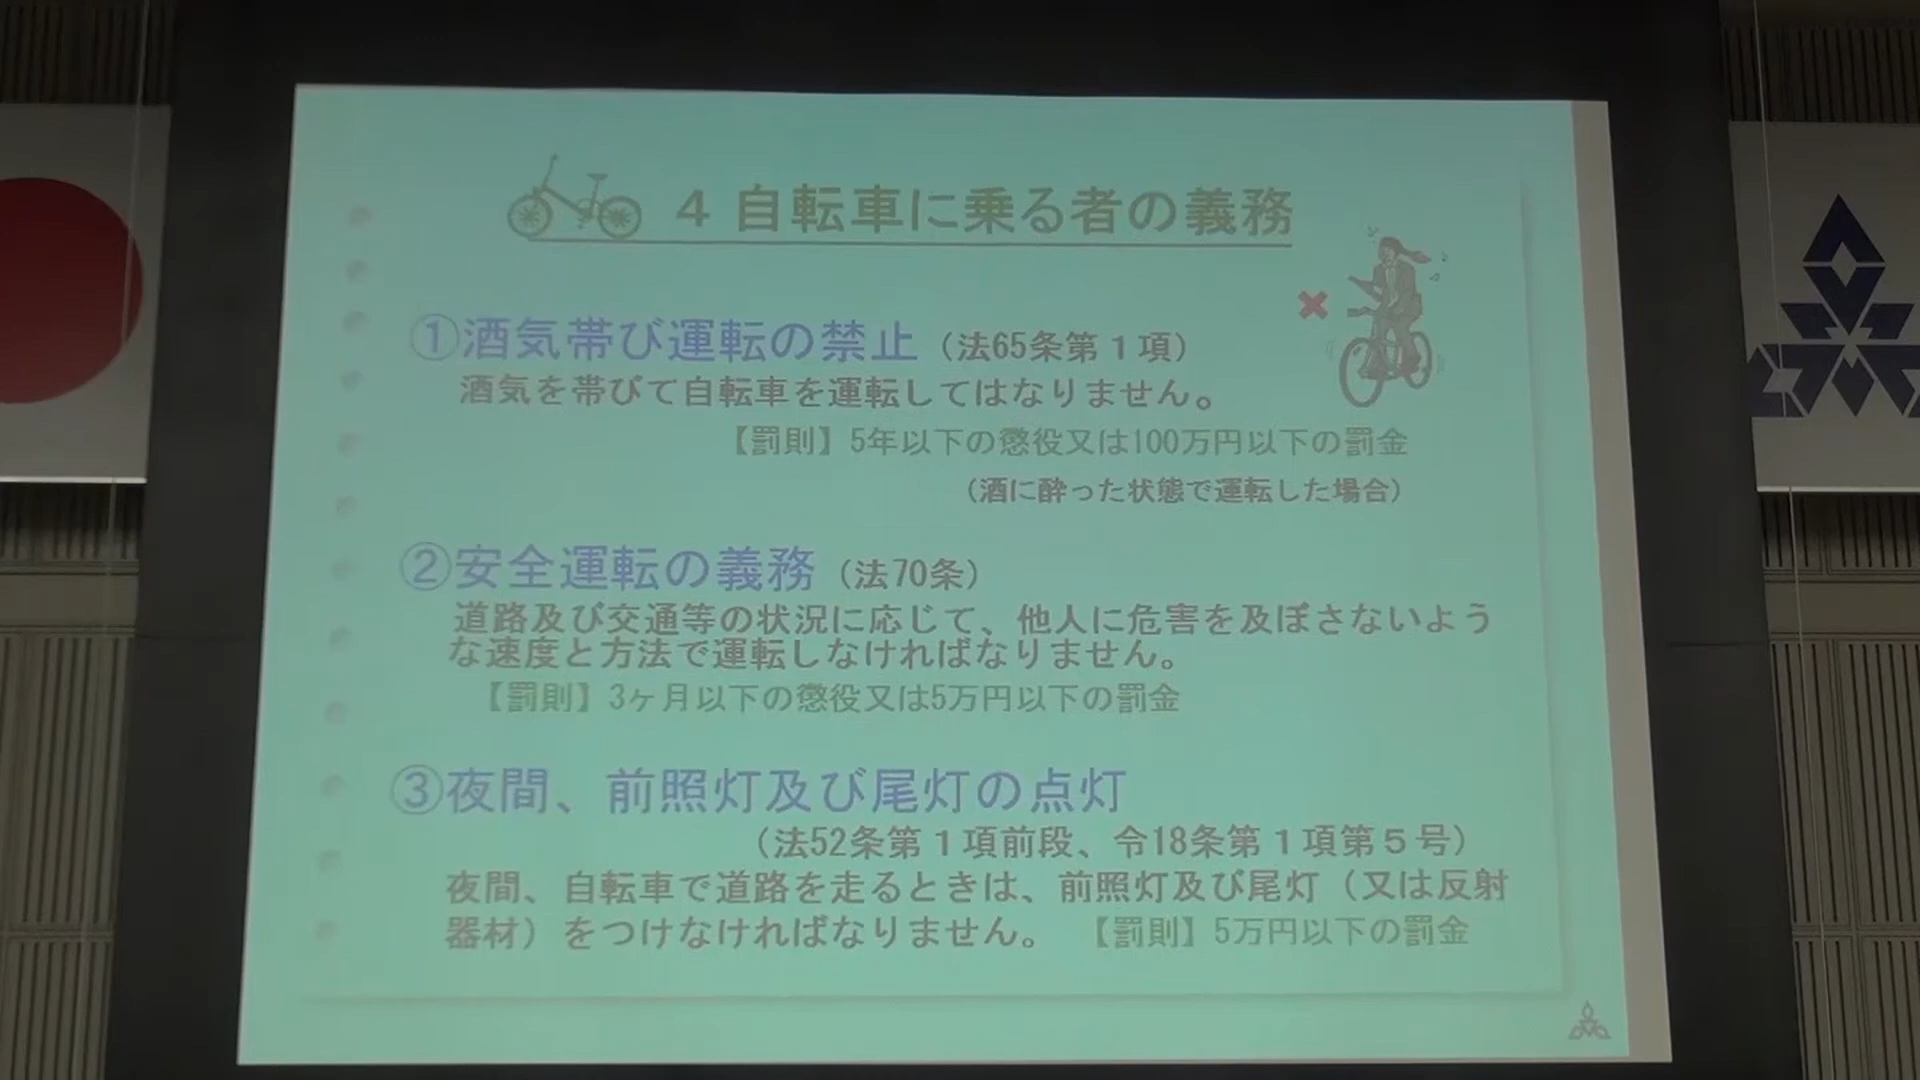 4 自転車に乗る者の義務
①酒気帯び運転の禁止（法65条第１項）
酒気を帯びて自転車を運転してはなりません。
【罰則】5年以下の懲役又は100万円以下の罰金
（酒に酔った状態で運転した場合）
②安全運転の義務（法70条）
道路及び交通等の状況に応じて、他人に危害を及ぼさないよう
な速度と方法で運転しなければなりません。
【罰則】3ヶ月以下の懲役又は5万円以下の罰金
③夜間、前照灯及び尾灯の点灯
（法52条第１項前段、令18条第１項第５号）
夜間、自転車で道路を走るときは、前照灯及び尾灯（又は反射
器材）をつけなければなりません。 【罰則】5万円以下の罰金